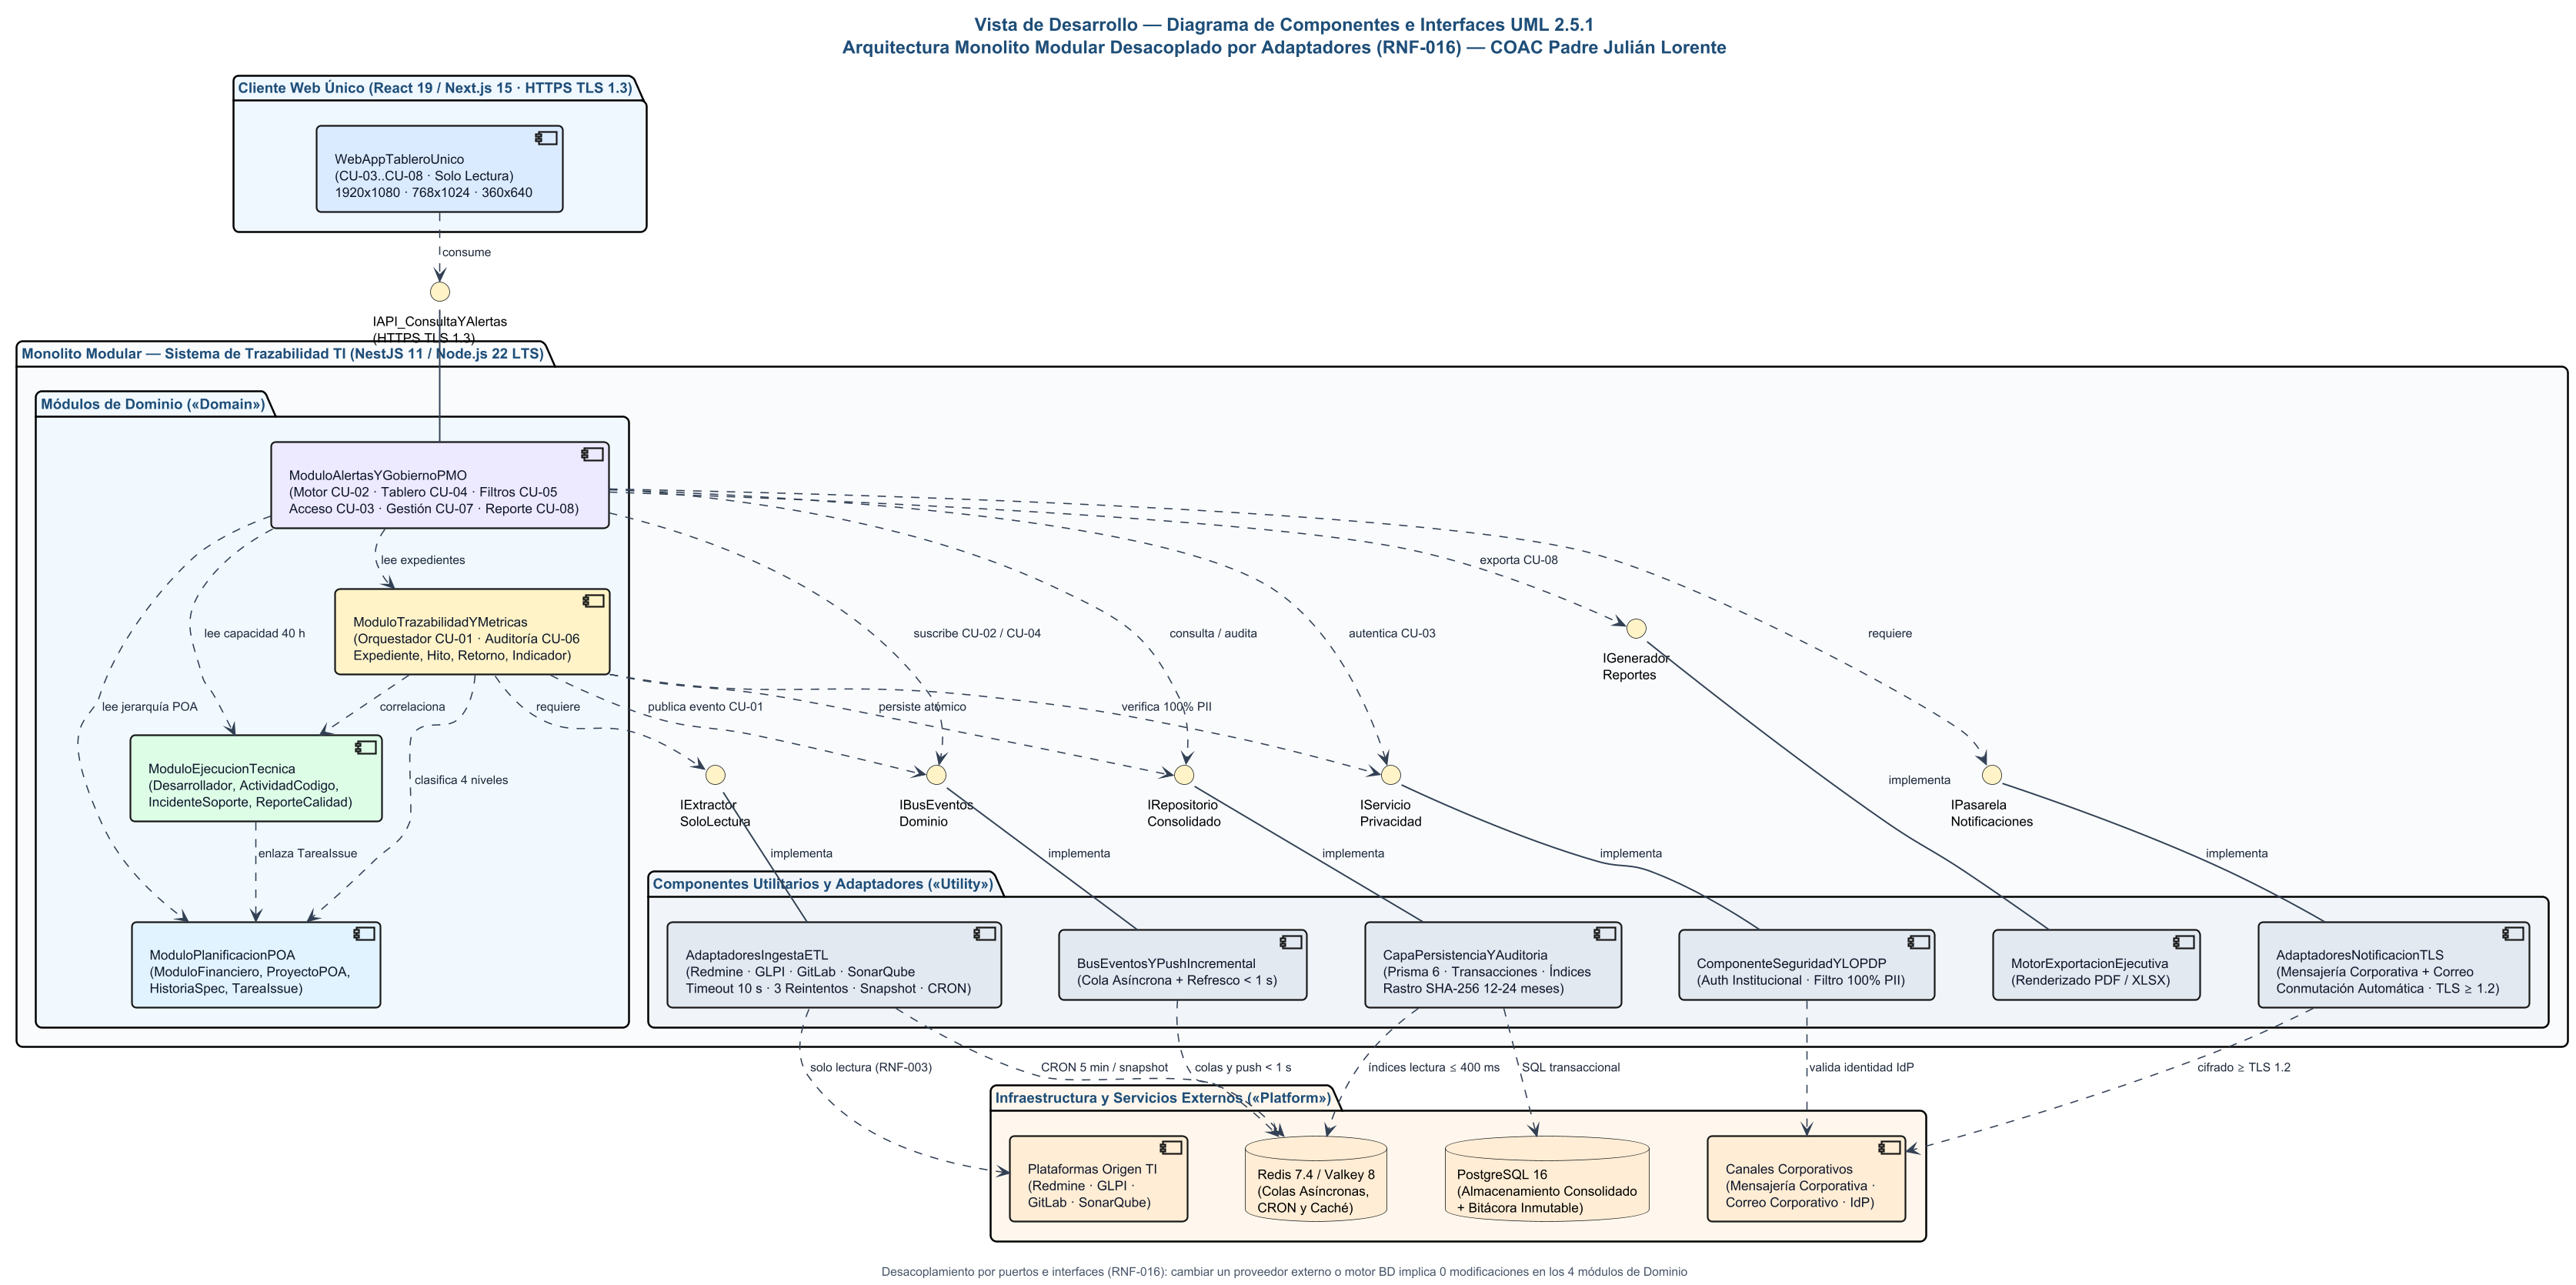 Vista de Desarrollo — Diagrama de Componentes e Interfaces UML 2.5.1
Arquitectura Monolito Modular Desacoplado por Adaptadores (RNF-016) — COAC Padre Julián Lorente
Cliente Web Único (React 19 / Next.js 15 · HTTPS TLS 1.3)
WebAppTableroUnico
(CU-03..CU-08 · Solo Lectura)
1920x1080 · 768x1024 · 360x640
consume
IAPI_ConsultaYAlertas
(HTTPS TLS 1.3)
Monolito Modular — Sistema de Trazabilidad TI (NestJS 11 / Node.js 22 LTS)
Módulos de Dominio («Domain»)
ModuloAlertasYGobiernoPMO
(Motor CU-02 · Tablero CU-04 · Filtros CU-05
Acceso CU-03 · Gestión CU-07 · Reporte CU-08)
lee expedientes
exporta CU-08
ModuloTrazabilidadYMetricas
(Orquestador CU-01 · Auditoría CU-06
Expediente, Hito, Retorno, Indicador)
lee capacidad 40 h
suscribe CU-02 / CU-04
consulta / audita
autentica CU-03
requiere
IGenerador
Reportes
lee jerarquía POA
correlaciona
requiere
publica evento CU-01
persiste atómico
verifica 100% PII
ModuloEjecucionTecnica
(Desarrollador, ActividadCodigo,
IncidenteSoporte, ReporteCalidad)
clasifica 4 niveles
implementa
IExtractor
SoloLectura
IBusEventos
Dominio
IRepositorio
Consolidado
IServicio
Privacidad
IPasarela
Notificaciones
enlaza TareaIssue
implementa
implementa
implementa
implementa
implementa
Componentes Utilitarios y Adaptadores («Utility»)
ModuloPlanificacionPOA
(ModuloFinanciero, ProyectoPOA,
HistoriaSpec, TareaIssue)
AdaptadoresIngestaETL
(Redmine · GLPI · GitLab · SonarQube
Timeout 10 s · 3 Reintentos · Snapshot · CRON)
BusEventosYPushIncremental
(Cola Asíncrona + Refresco < 1 s)
CapaPersistenciaYAuditoria
(Prisma 6 · Transacciones · Índices
Rastro SHA-256 12-24 meses)
ComponenteSeguridadYLOPDP
(Auth Institucional · Filtro 100% PII)
MotorExportacionEjecutiva
(Renderizado PDF / XLSX)
AdaptadoresNotificacionTLS
(Mensajería Corporativa + Correo
Conmutación Automática · TLS ≥ 1.2)
solo lectura (RNF-003)
CRON 5 min / snapshot
colas y push < 1 s
índices lectura ≤ 400 ms
SQL transaccional
valida identidad IdP
cifrado ≥ TLS 1.2
Infraestructura y Servicios Externos («Platform»)
Plataformas Origen TI
(Redmine · GLPI ·
GitLab · SonarQube)
Redis 7.4 / Valkey 8
(Colas Asíncronas,
CRON y Caché)
PostgreSQL 16
(Almacenamiento Consolidado
+ Bitácora Inmutable)
Canales Corporativos
(Mensajería Corporativa ·
Correo Corporativo · IdP)
Desacoplamiento por puertos e interfaces (RNF-016): cambiar un proveedor externo o motor BD implica 0 modificaciones en los 4 módulos de Dominio